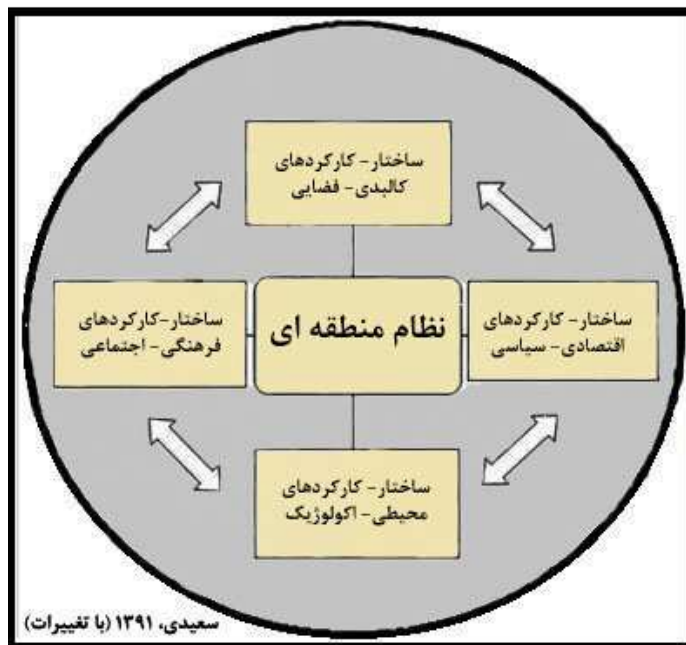 ساختار- کارکردهای
کالبدی- فضایی
ساختار- کارکردهای
اقتصادی- سیاسی
نظام منطقه ای
ساختار-کارکردهای
فرهنگی- اجتماعی
ساختار- کارکردهای
محیطی- اکولوژیک
سعیدی، ۱۳۹۱ (با تغییرات)